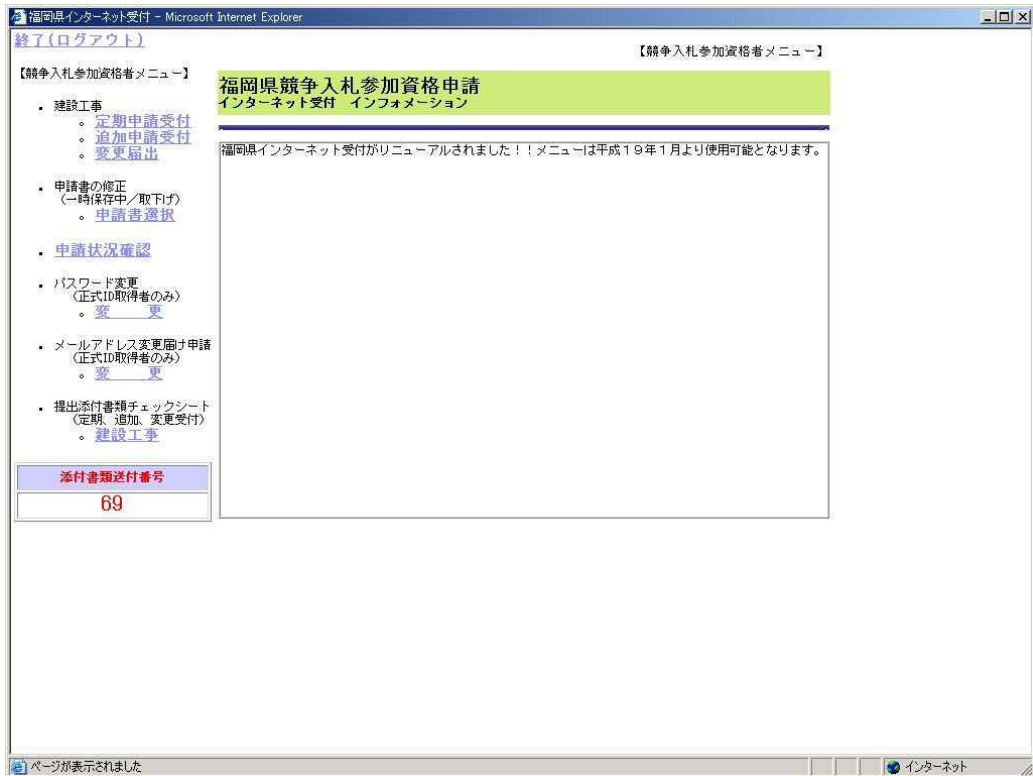 福岡県インターネット受付 - Microsoft Internet Explorer
終了(ログアウト)
【競争入札参加資格者メニュー】
【競争入札参加資格者メニュー】
建設工事
定期申請受付
追加申請受付
変更届出
申請書の修正
(一時保存中／取下げ)
申請書選択
申請状況確認
パスワード変更
(正式ID取得者のみ)
変　　更
メールアドレス変更届け申請
(正式ID取得者のみ)
変　　更
提出添付書類チェックシート
(定期、追加、変更受付)
建設工事
添付書類送付番号
69
福岡県競争入札参加資格申請
インターネット受付　インフォメーション
福岡県インターネット受付がリニューアルされました！！メニューは平成１９年１月より使用可能となります。
ページが表示されました
インターネット